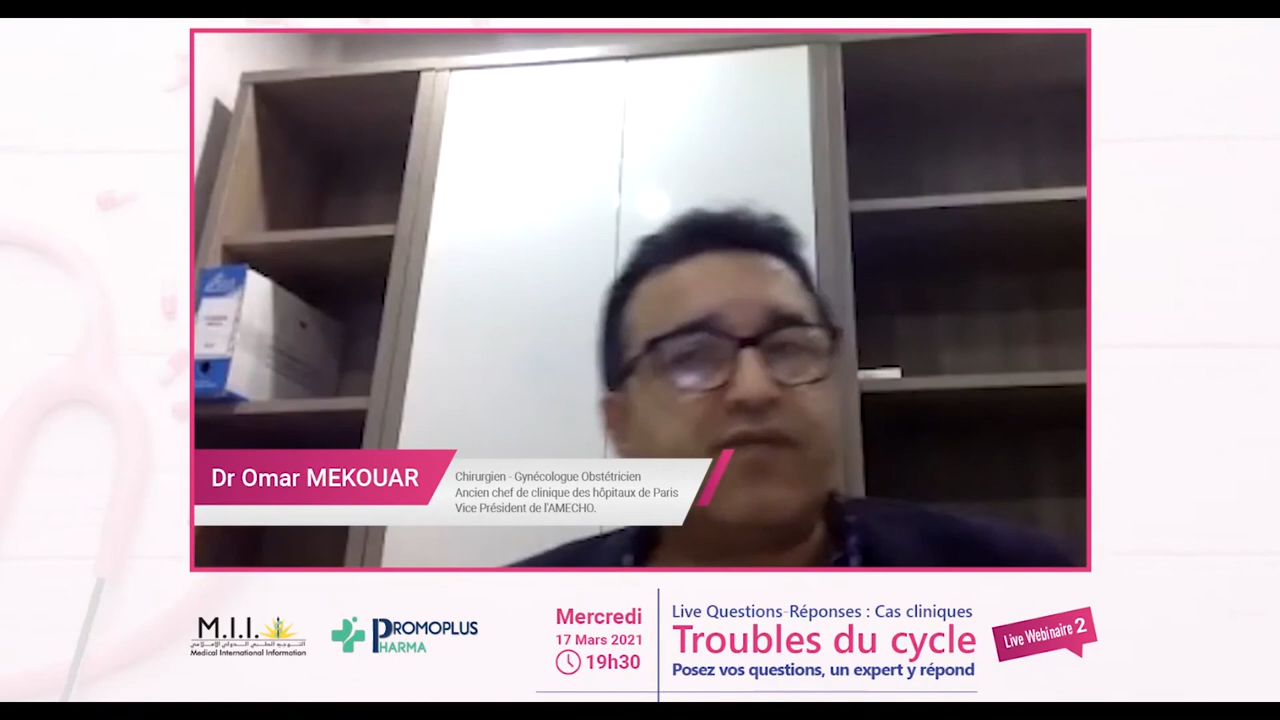 Dr Omar MEKOUAR
Chirurgien - Gynécologue Obstétricien
Ancien chef de clinique des hôpitaux de Paris
Vice Président de l'AMECHO.
M.I.I.
Medical International Information
PROMOPLUS
PHARMA
Mercredi
17 Mars 2021
19h30
Live Questions-Réponses : Cas cliniques
Troubles du cycle
Posez vos questions, un expert y répond
Live Webinaire 2